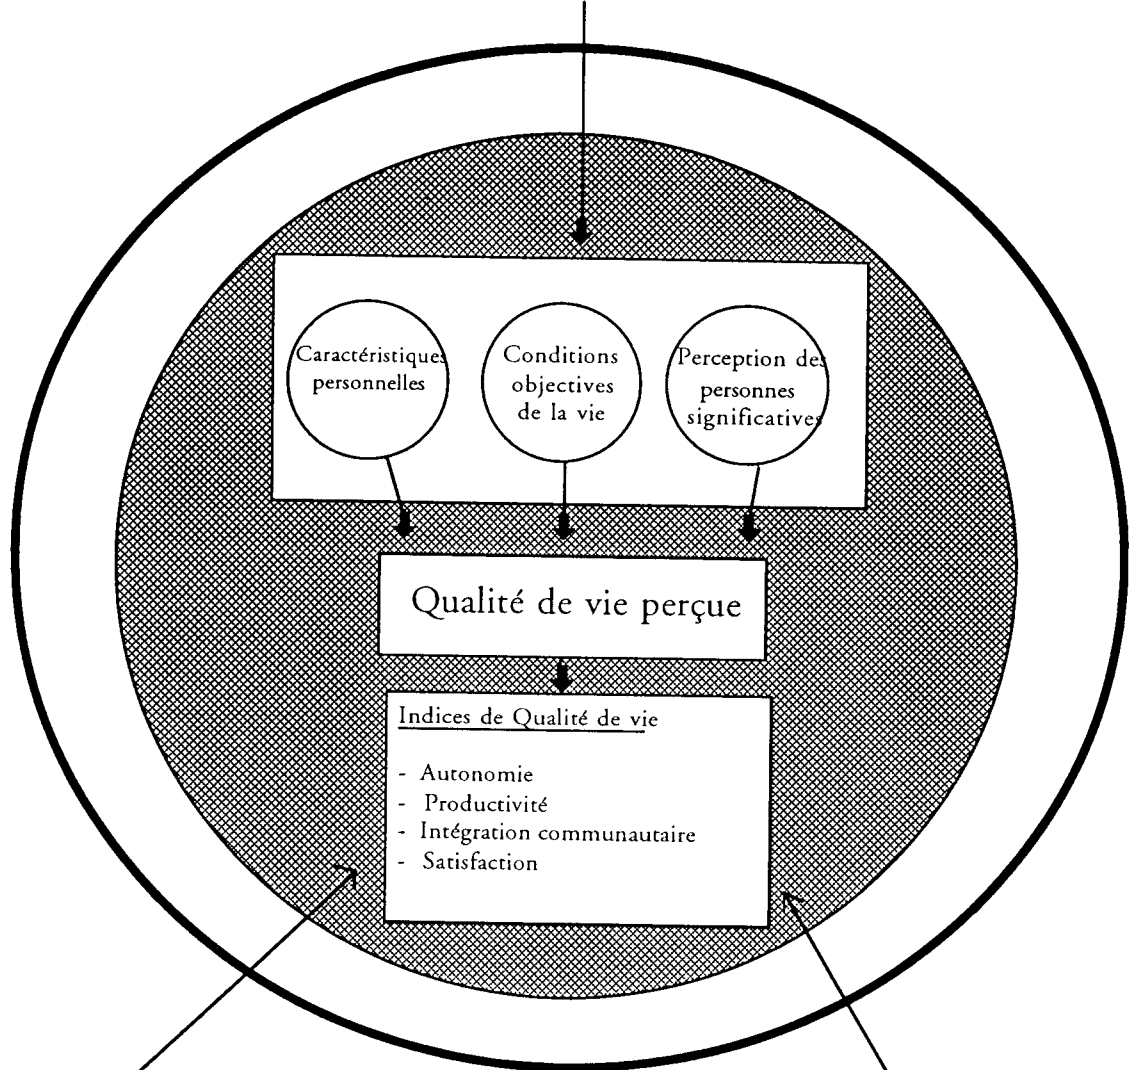 Caractéristiques
personnelles
Conditions
objectives
de la vie
Perception des
personnes
significatives
Qualité de vie perçue
Indices de Qualité de vie
- Autonomie
- Productivité
- Intégration communautaire
- Satisfaction